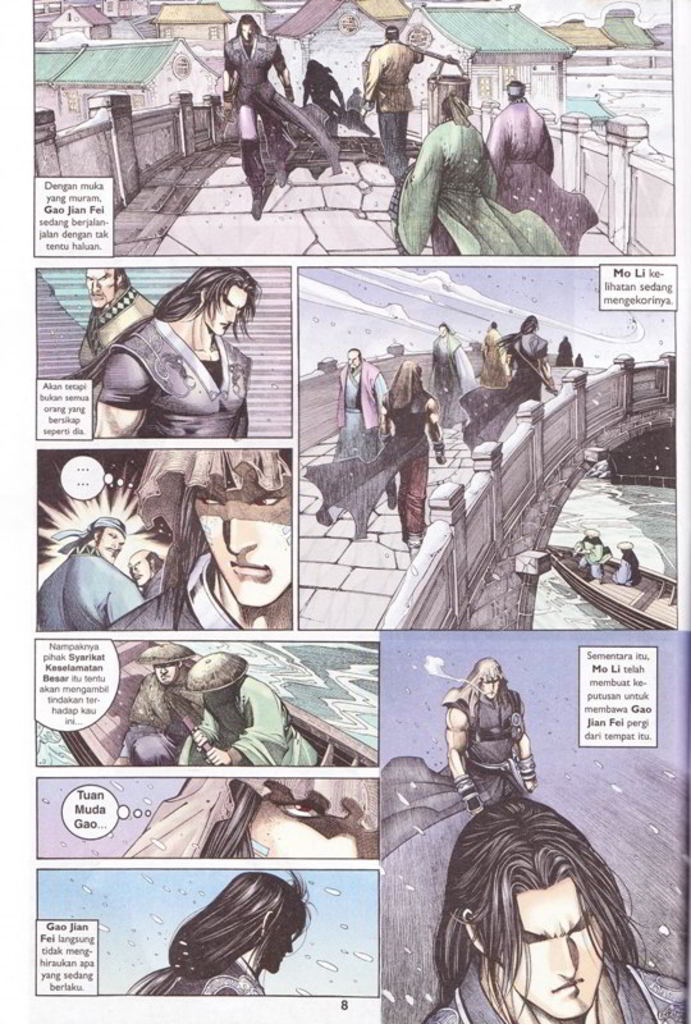 Dengan muka
yang muram,
Gao Jian Fei
sedang berjalan-
jalan dengan tak
tentu haluan.
Mo Li ke-
lihatan sedang
mengekorinya.
Akan tetapi
bukan semua
orang yang
bersikap
seperti dia.
...
...
Nampaknya
pihak Syarikat
Keselamatan
Besar itu tentu
akan mengambil
tindakan ter-
hadap kau
ini...
Sementara itu,
Mo Li telah
membuat ke-
putusan untuk
membawa Gao
Jian Fei pergi
dari tempat itu.
Tuan
Muda
Gao...
Gao Jian
Fei langsung
tidak meng-
hiraukan apa
yang sedang
berlaku.
8